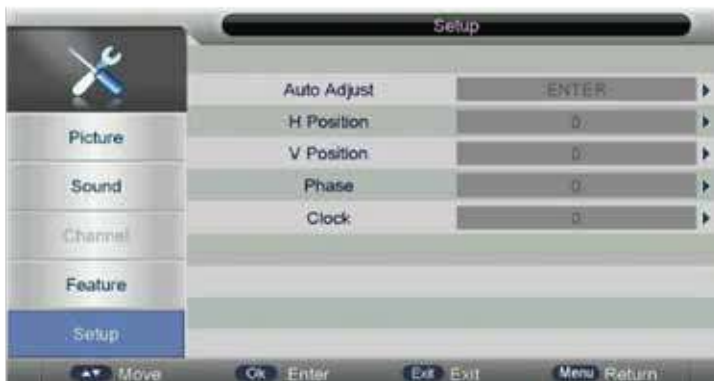 Setup
Auto Adjust ENTER
H Position 0
V Position 0
Phase 0
Clock 0
Picture
Sound
Channel
Feature
Setup
Move Ok Enter Exit Exit Menu Return